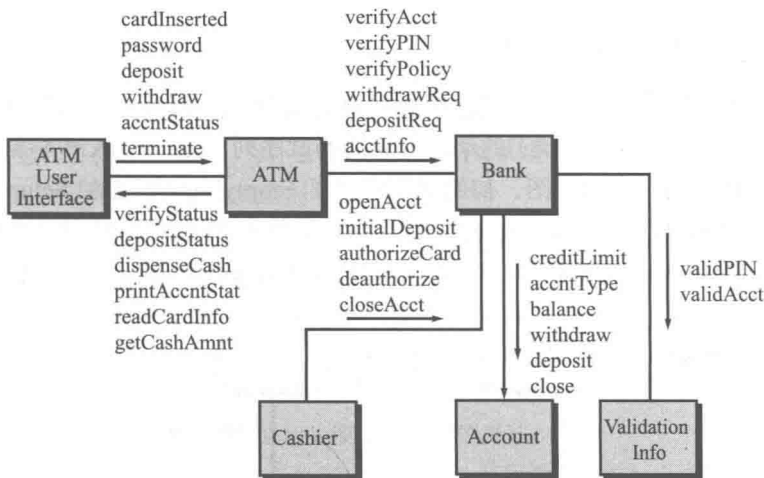 cardInserted
password
deposit
withdraw
accntStatus
terminate
verifyAcct
verifyPIN
verifyPolicy
withdrawReq
depositReq
acctInfo
ATM
User
Interface
ATM
Bank
verifyStatus
depositStatus
dispenseCash
printAccntStat
readCardInfo
getCashAmnt
openAcct
initialDeposit
authorizeCard
deauthorize
closeAcct
creditLimit
accntType
balance
withdraw
deposit
close
validPIN
validAcct
Cashier
Account
Validation
Info